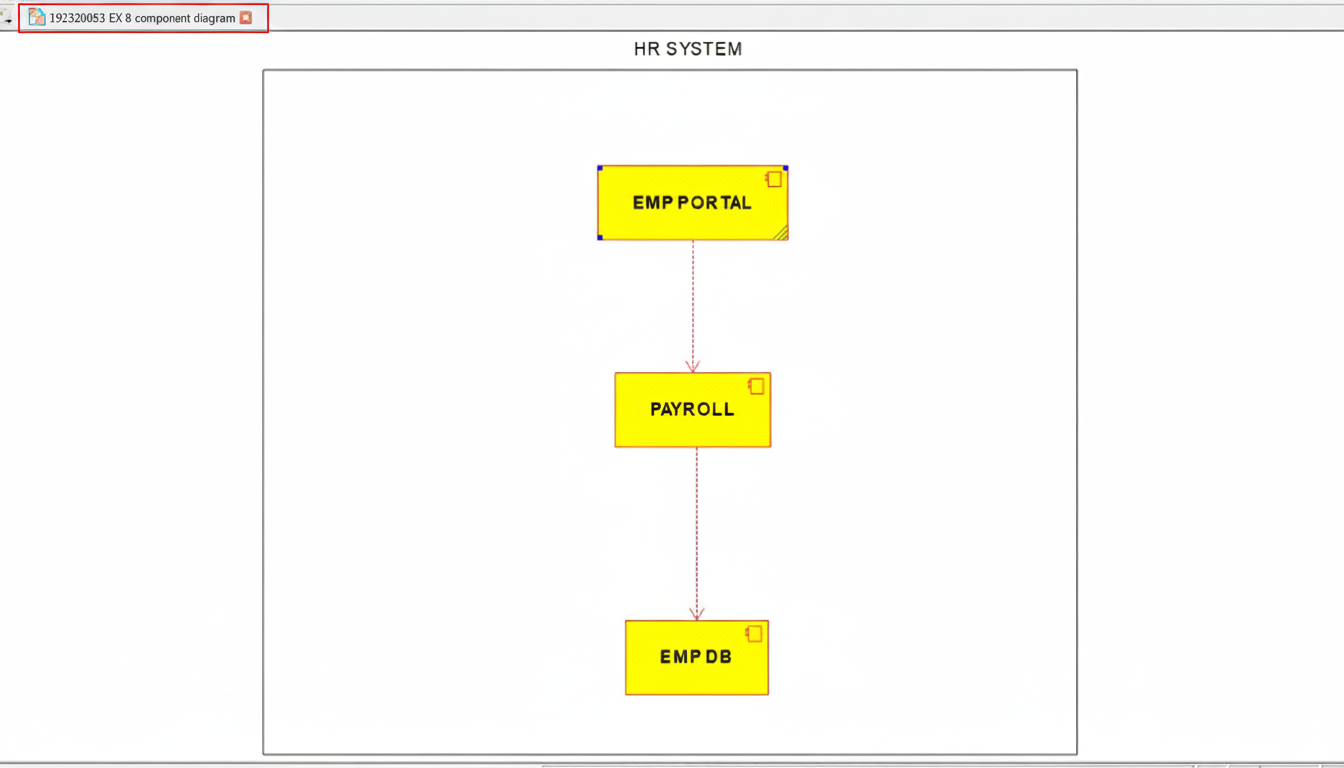 192320053 EX 8 component diagram
HR SYSTEM
EMP PORTAL
PAYROLL
EMP DB